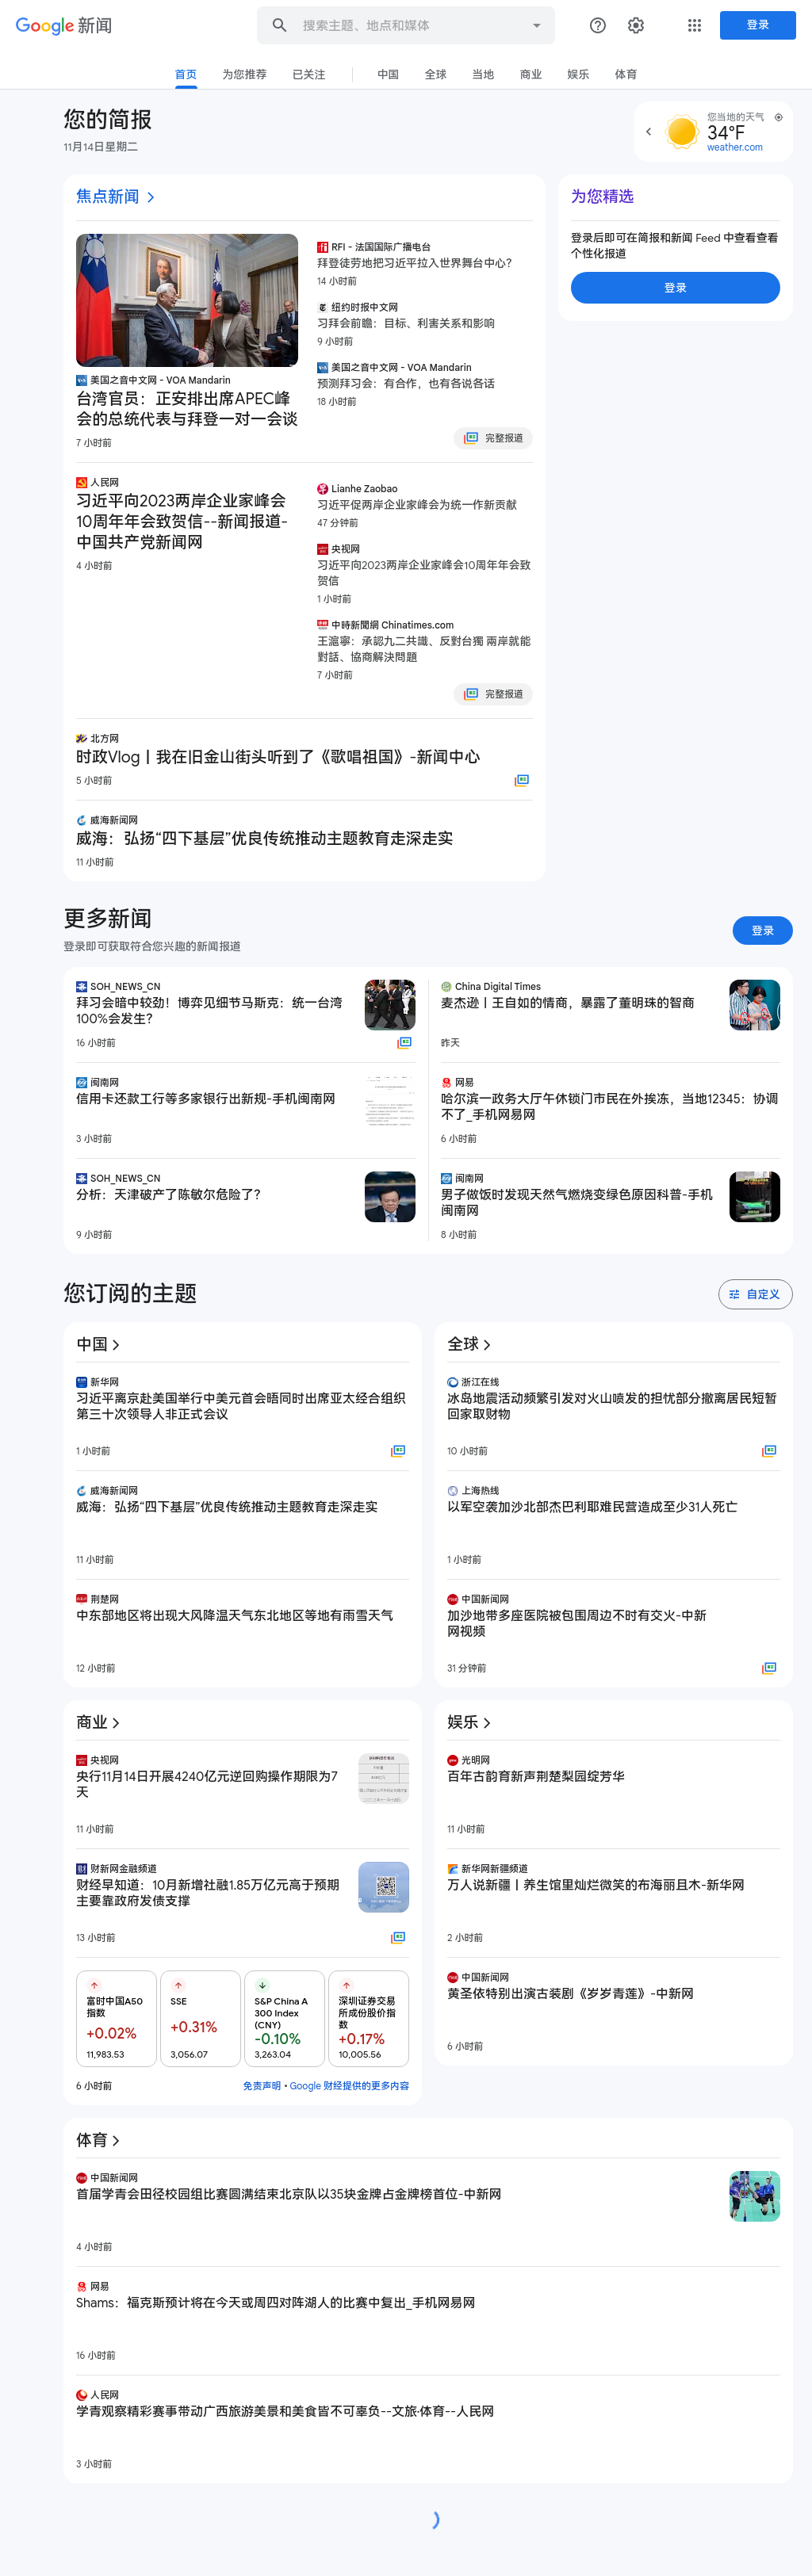 Google 新闻
搜索主题、地点和媒体
登录
首页
为您推荐
已关注
中国
全球
当地
商业
娱乐
体育
您的简报
11月14日星期二
您当地的天气
34°F
weather.com
焦点新闻
美国之音中文网 - VOA Mandarin
台湾官员：正安排出席APEC峰
会的总统代表与拜登一对一会谈
7 小时前
RFI - 法国国际广播电台
拜登徒劳地把习近平拉入世界舞台中心？
14 小时前
纽约时报中文网
习拜会前瞻：目标、利害关系和影响
9 小时前
美国之音中文网 - VOA Mandarin
预测拜习会：有合作，也有各说各话
18 小时前
完整报道
为您精选
登录后即可在简报和新闻 Feed 中查看查看
个性化报道
登录
人民网
习近平向2023两岸企业家峰会
10周年年会致贺信--新闻报道-
中国共产党新闻网
4 小时前
Lianhe Zaobao
习近平促两岸企业家峰会为统一作新贡献
47 分钟前
央视网
习近平向2023两岸企业家峰会10周年年会致
贺信
1 小时前
中時新聞網 Chinatimes.com
王滬寧：承認九二共識、反對台獨 兩岸就能
對話、協商解決問題
7 小时前
完整报道
北方网
时政Vlog丨我在旧金山街头听到了《歌唱祖国》-新闻中心
5 小时前
威海新闻网
威海：弘扬“四下基层”优良传统推动主题教育走深走实
11 小时前
更多新闻
登录即可获取符合您兴趣的新闻报道
登录
SOH_NEWS_CN
拜习会暗中较劲！博弈见细节马斯克：统一台湾
100%会发生？
16 小时前
China Digital Times
麦杰逊丨王自如的情商，暴露了董明珠的智商
昨天
闽南网
信用卡还款工行等多家银行出新规-手机闽南网
3 小时前
网易
哈尔滨一政务大厅午休锁门市民在外挨冻，当地12345：协调
不了_手机网易网
6 小时前
SOH_NEWS_CN
分析：天津破产了陈敏尔危险了？
9 小时前
闽南网
男子做饭时发现天然气燃烧变绿色原因科普-手机
闽南网
8 小时前
您订阅的主题
自定义
中国
新华网
习近平离京赴美国举行中美元首会晤同时出席亚太经合组织
第三十次领导人非正式会议
1 小时前
威海新闻网
威海：弘扬“四下基层”优良传统推动主题教育走深走实
11 小时前
荆楚网
中东部地区将出现大风降温天气东北地区等地有雨雪天气
12 小时前
全球
浙江在线
冰岛地震活动频繁引发对火山喷发的担忧部分撤离居民短暂
回家取财物
10 小时前
上海热线
以军空袭加沙北部杰巴利耶难民营造成至少31人死亡
1 小时前
中国新闻网
加沙地带多座医院被包围周边不时有交火-中新
网视频
31 分钟前
商业
央视网
央行11月14日开展4240亿元逆回购操作期限为7
天
11 小时前
财新网金融频道
财经早知道：10月新增社融1.85万亿元高于预期
主要靠政府发债支撑
13 小时前
富时中国A50
指数
+0.02%
11,983.53
SSE
+0.31%
3,056.07
S&P China A
300 Index
(CNY)
-0.10%
3,263.04
深圳证券交易
所成份股价指
数
+0.17%
10,005.56
6 小时前
免责声明 • Google 财经提供的更多内容
娱乐
光明网
百年古韵育新声荆楚梨园绽芳华
11 小时前
新华网新疆频道
万人说新疆丨养生馆里灿烂微笑的布海丽且木-新华网
2 小时前
中国新闻网
黄圣依特别出演古装剧《岁岁青莲》-中新网
6 小时前
体育
中国新闻网
首届学青会田径校园组比赛圆满结束北京队以35块金牌占金牌榜首位-中新网
4 小时前
网易
Shams：福克斯预计将在今天或周四对阵湖人的比赛中复出_手机网易网
16 小时前
人民网
学青观察精彩赛事带动广西旅游美景和美食皆不可辜负--文旅·体育--人民网
3 小时前